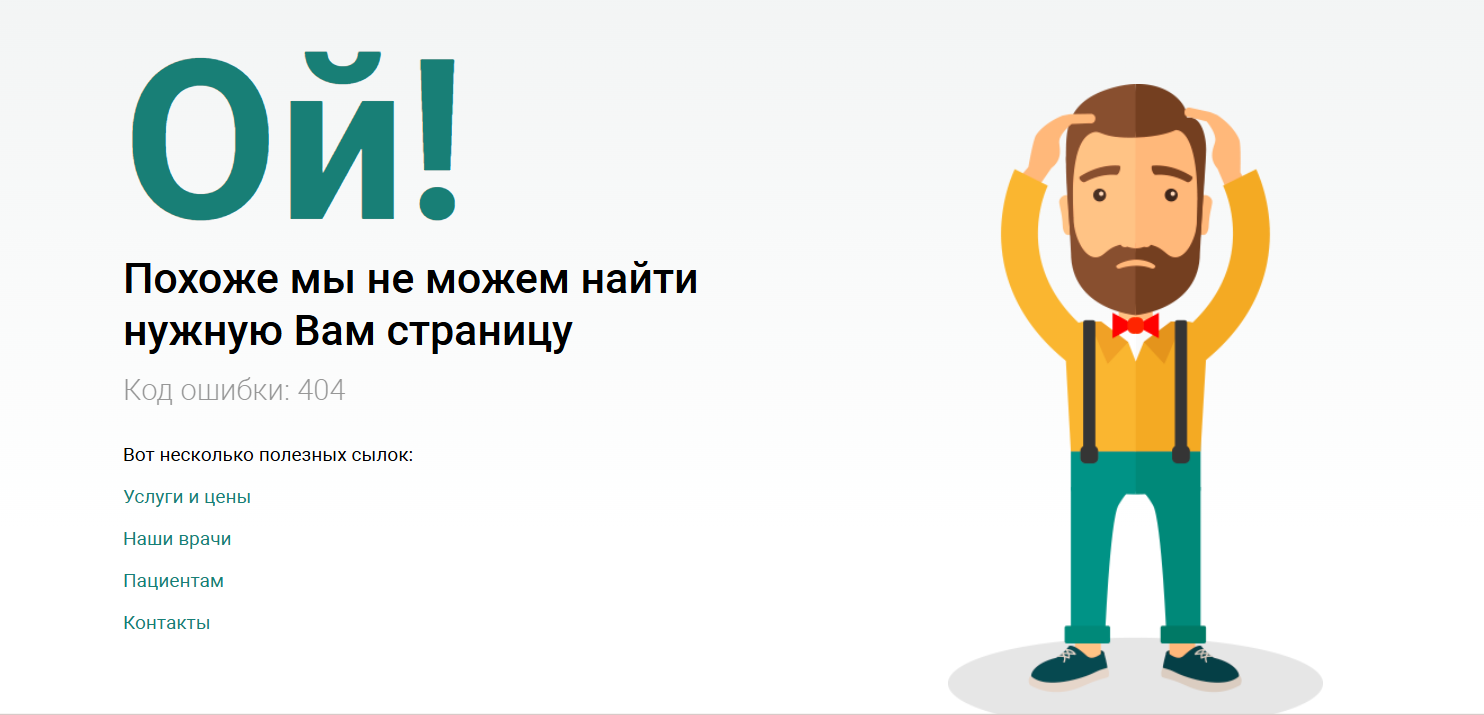 Ой!
Похоже мы не можем найти
нужную Вам страницу
Код ошибки: 404
Вот несколько полезных сылок:
Услуги и цены
Наши врачи
Пациентам
Контакты